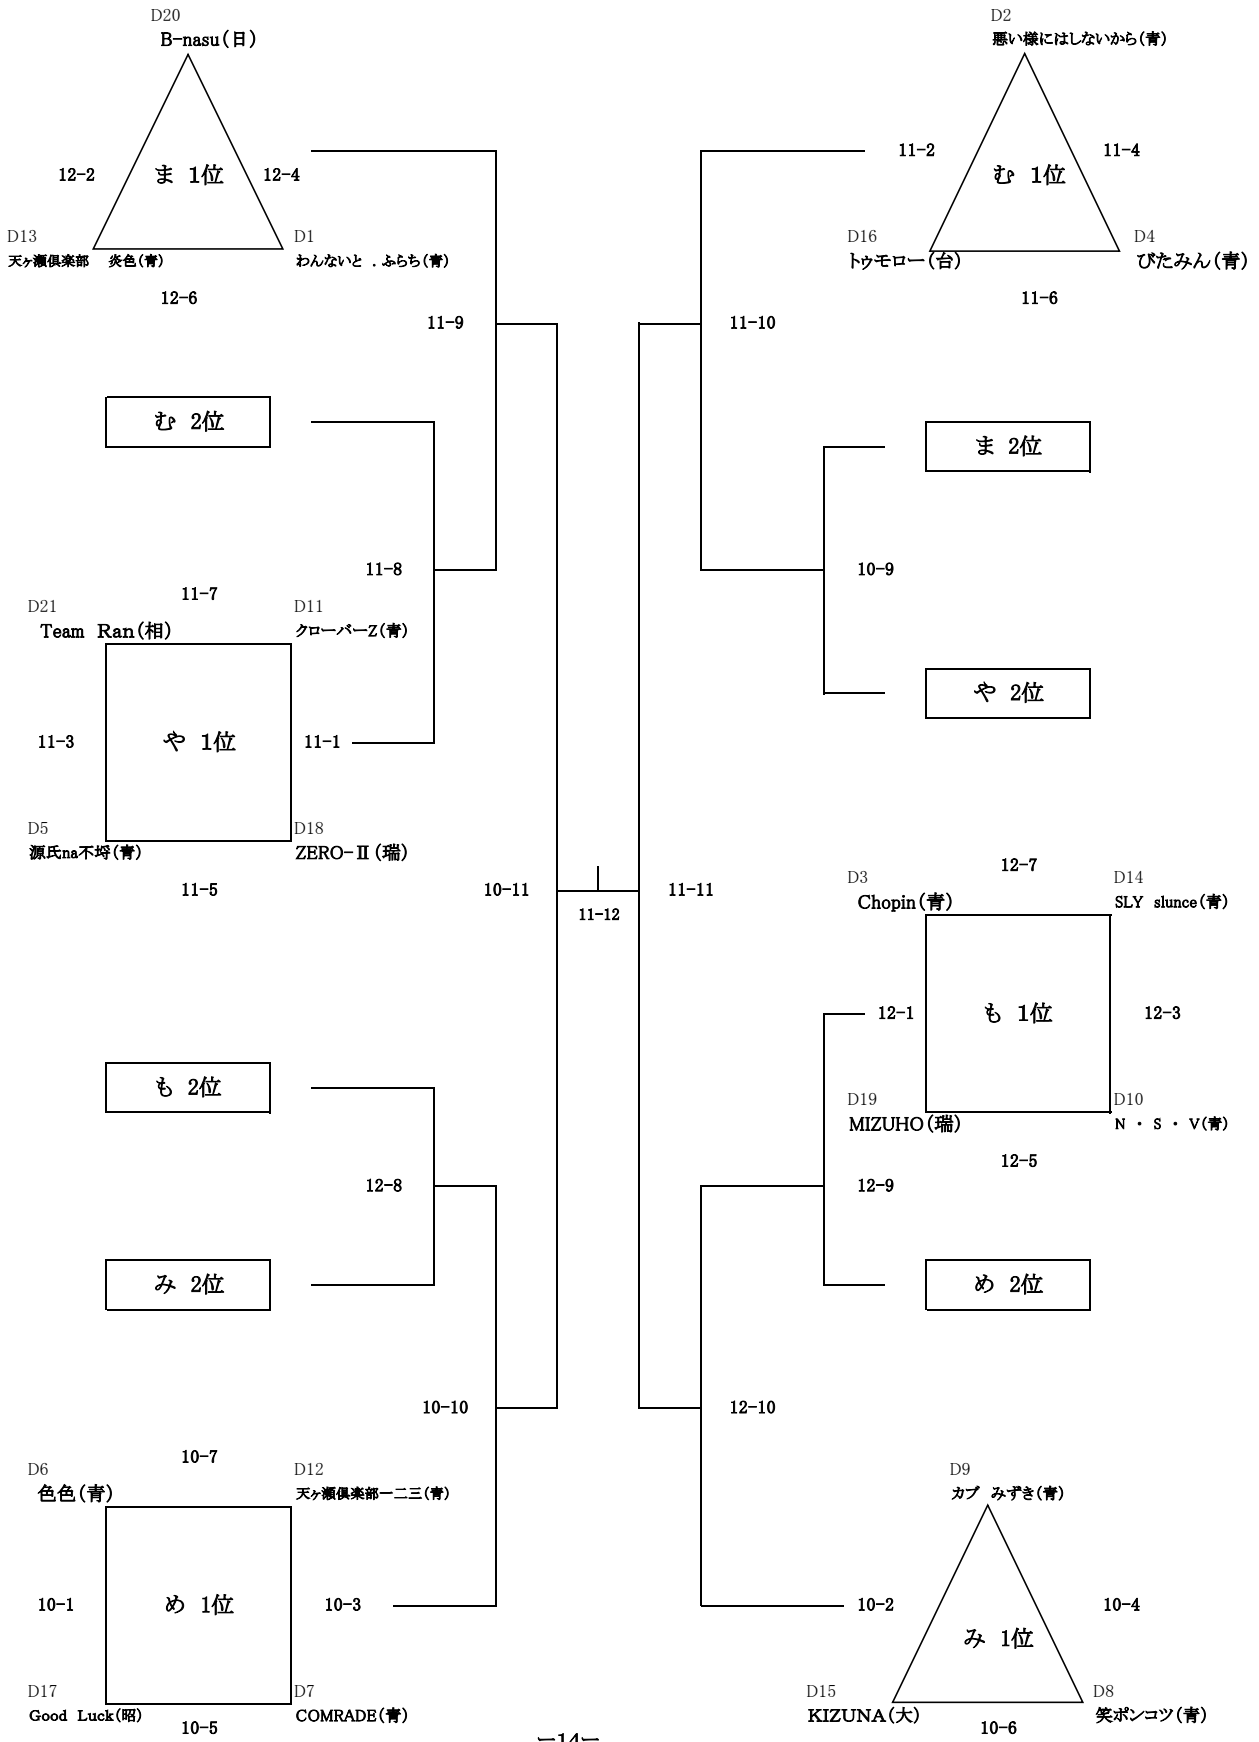 D20
B-nasu(日)
12-2
ま 1位
12-4
D13
天ヶ瀬倶楽部 炎色(青)
D1
わんないと .ふらち(青)
12-6
11-9
む 2位
11-8
11-7
D21
Team Ran(相)
D11
クローバーZ(青)
11-3
や 1位
11-1
D5
源氏na不埒(青)
D18
ZERO-Ⅱ(瑞)
11-5
10-11
11-12
11-11
も 2位
12-8
み 2位
10-10
10-7
D6
色色(青)
D12
天ヶ瀬倶楽部一二三(青)
10-1
め 1位
10-3
D17
Good Luck(昭)
D7
COMRADE(青)
10-5
D2
悪い様にはしないから(青)
11-2
む 1位
11-4
D16
トゥモロー(台)
D4
びたみん(青)
11-6
11-10
ま 2位
10-9
や 2位
12-7
D3
Chopin(青)
D14
SLY slunce(青)
12-1
も 1位
12-3
D19
MIZUHO(瑞)
D10
N ・ S ・ V(青)
12-5
12-9
め 2位
12-10
D9
カブ みずき(青)
10-2
み 1位
10-4
D15
KIZUNA(大)
D8
笑ポンコツ(青)
10-6
ー14ー